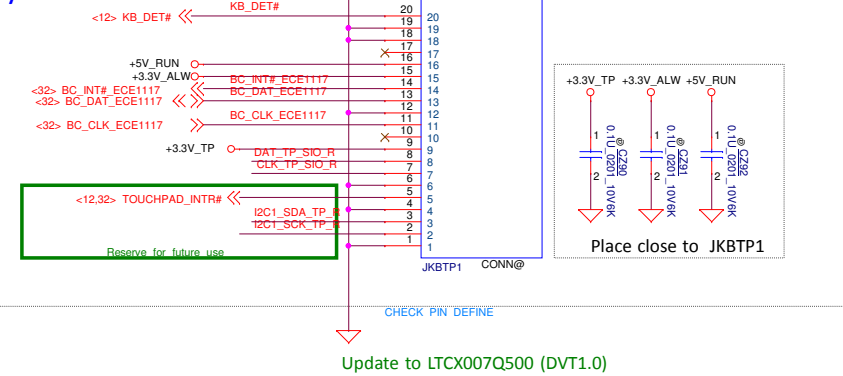 KB_DET#
<12> KB_DET#
20 20
19 19
18 18
17 17
+5V_RUN 16 16
+3.3V_ALW 15 15
<32> BC_INT#_ECE1117 BC_INT#_ECE1117 14 14
<32> BC_DAT_ECE1117 BC_DAT_ECE1117 13 13
12 12
<32> BC_CLK_ECE1117 BC_CLK_ECE1117 11 11
10 10
+3.3V_TP 9 9
DAT_TP_SIO_R 8 8
CLK_TP_SIO_R 7 7
6 6
<12,32> TOUCHPAD_INTR# 5 5
4 4
I2C1_SDA_TP_R 3 3
I2C1_SCK_TP_R 2 2
1 1
Reserve for future use
JKBTP1 CONN@
+3.3V_TP +3.3V_ALW +5V_RUN
1 2 @ CZ90 0.1U_0201_10V6K
1 2 @ CZ91 0.1U_0201_10V6K
1 2 @ CZ92 0.1U_0201_10V6K
Place close to JKBTP1
CHECK PIN DEFINE
Update to LTCX007Q500 (DVT1.0)